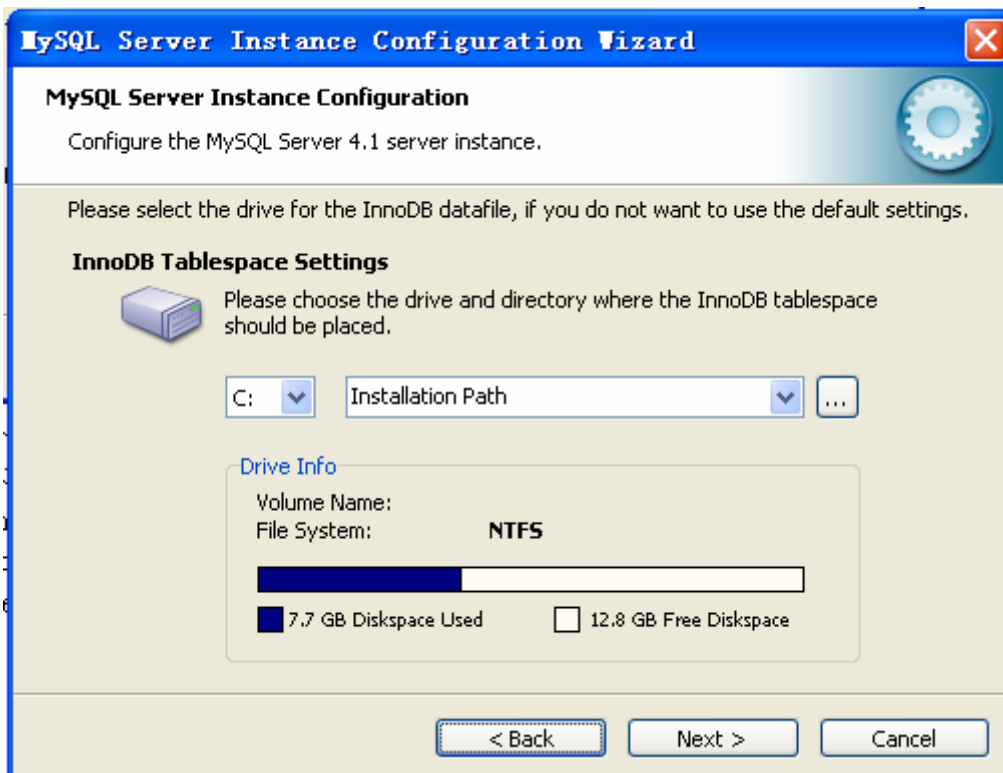 MySQL Server Instance Configuration Wizard
MySQL Server Instance Configuration
Configure the MySQL Server 4.1 server instance.
Please select the drive for the InnoDB datafile, if you do not want to use the default settings.
InnoDB Tablespace Settings
Please choose the drive and directory where the InnoDB tablespace
should be placed.
C: Installation Path ...
Drive Info
Volume Name:
File System: NTFS
7.7 GB Diskspace Used 12.8 GB Free Diskspace
< Back Next > Cancel